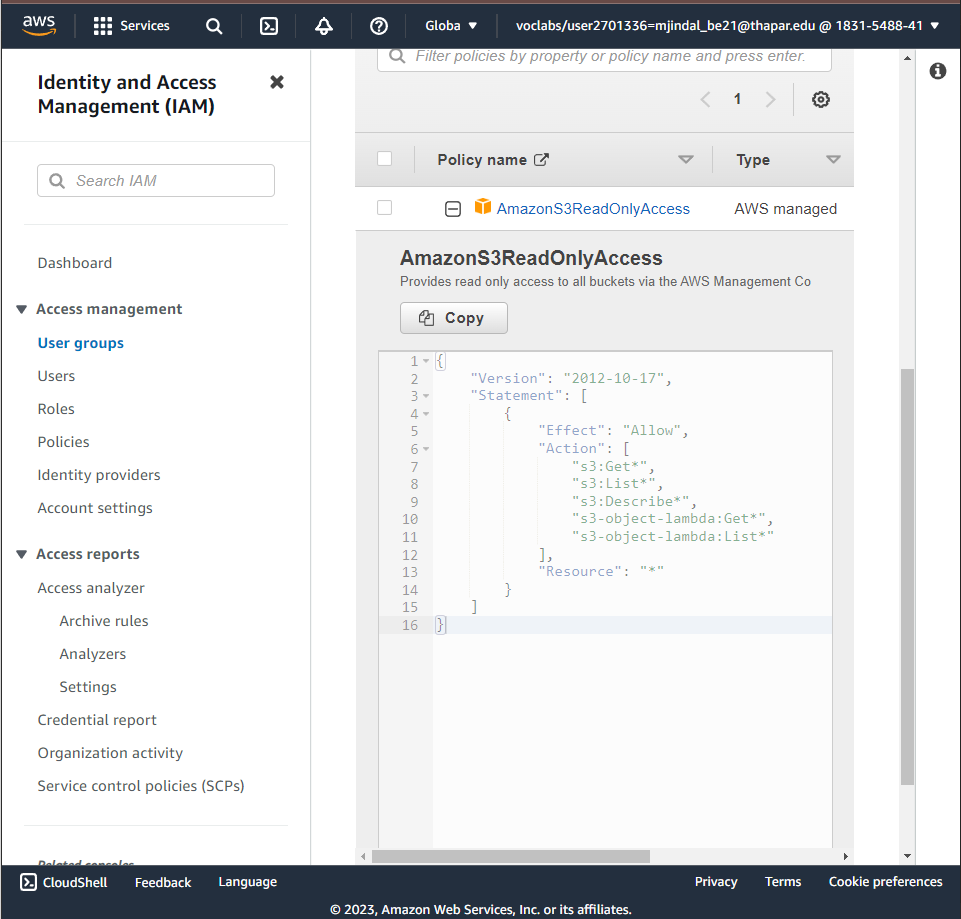 aws
Services
Globa
voclabs/user2701336=mjindal_be21@thapar.edu @ 1831-5488-41
Identity and Access
Management (IAM)
Search IAM
Dashboard
Access management
User groups
Users
Roles
Policies
Identity providers
Account settings
Access reports
Access analyzer
Archive rules
Analyzers
Settings
Credential report
Organization activity
Service control policies (SCPs)
Related consoles
Filter policies by property or policy name and press enter.
1
Policy name
Type
AmazonS3ReadOnlyAccess
AWS managed
AmazonS3ReadOnlyAccess
Provides read only access to all buckets via the AWS Management Co
Copy
1 {
2 "Version": "2012-10-17",
3 "Statement": [
4 {
5 "Effect": "Allow",
6 "Action": [
7 "s3:Get*",
8 "s3:List*",
9 "s3:Describe*",
10 "s3-object-lambda:Get*",
11 "s3-object-lambda:List*"
12 ],
13 "Resource": "*"
14 }
15 ]
16 }
CloudShell
Feedback
Language
Privacy
Terms
Cookie preferences
© 2023, Amazon Web Services, Inc. or its affiliates.